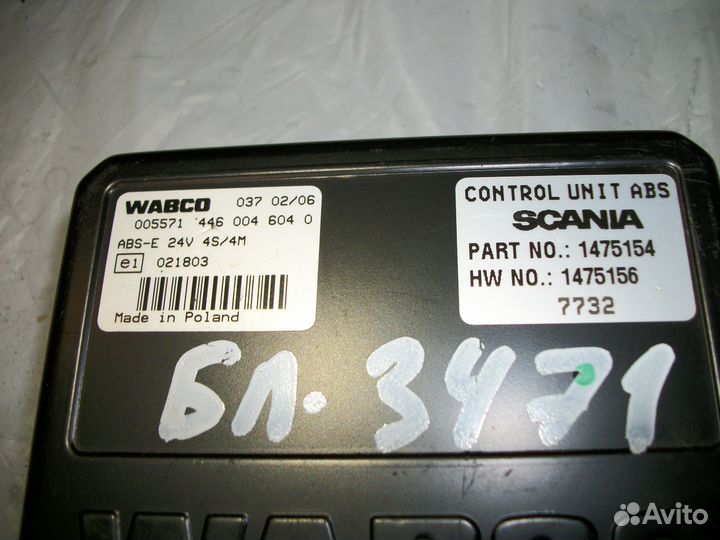 WABCO 037 02/06
005571 446 004 604 0
ABS-E 24V 4S/4M
e1 021803
Made in Poland
CONTROL UNIT ABS
SCANIA
PART NO.: 1475154
HW NO.: 1475156
7732
БЛ. 3471
WABCO
Avito